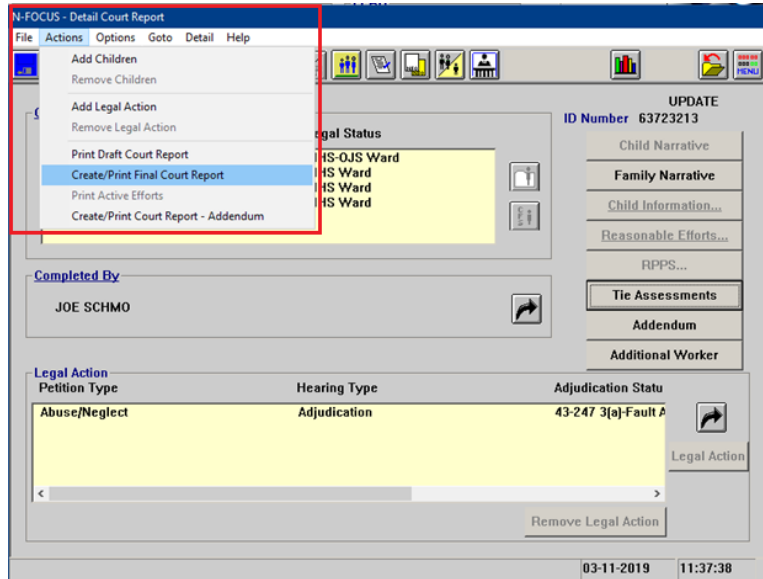 N-FOCUS - Detail Court Report
File Actions Options Goto Detail Help
Add Children
Remove Children
Add Legal Action
Remove Legal Action
Print Draft Court Report
Create/Print Final Court Report
Print Active Efforts
Create/Print Court Report - Addendum
MENU
UPDATE
ID Number 63723213
egal Status
HS-OJS Ward
HS Ward
HS Ward
HS Ward
Child Narrative
Family Narrative
Child Information...
Reasonable Efforts...
RPPS...
Tie Assessments
Addendum
Additional Worker
Completed By
JOE SCHMO
Legal Action
Petition Type Hearing Type Adjudication Statu
Abuse/Neglect Adjudication 43-247 3(a)-Fault A
Legal Action
Remove Legal Action
03-11-2019 11:37:38